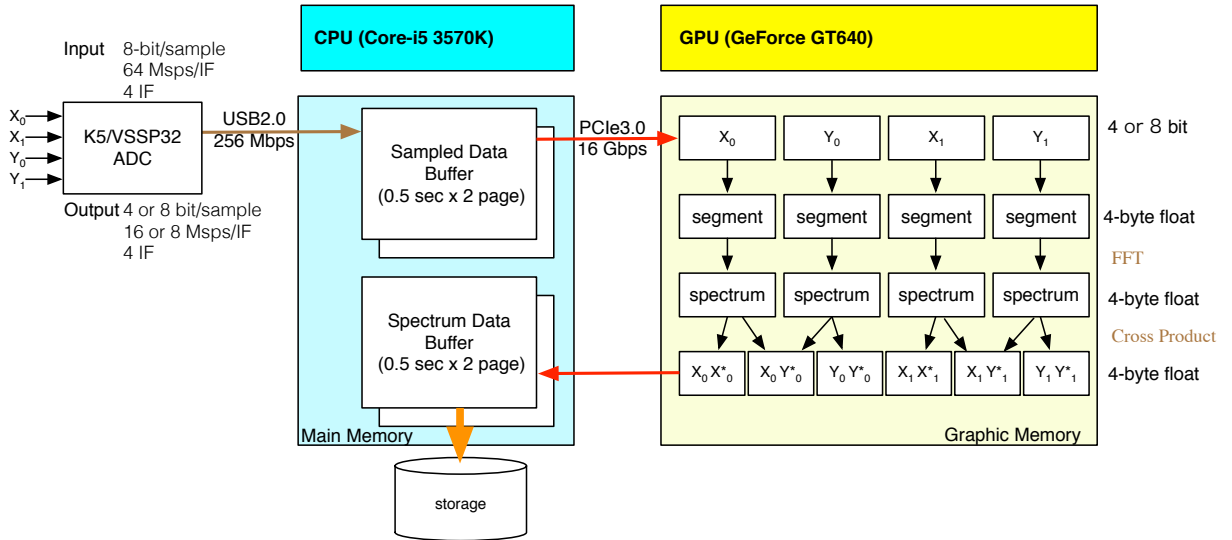 CPU (Core-i5 3570K)
GPU (GeForce GT640)
Input 8-bit/sample
64 Msps/IF
4 IF
X0
X1
Y0
Y1
K5/VSSP32
ADC
Output 4 or 8 bit/sample
16 or 8 Msps/IF
4 IF
USB2.0
256 Mbps
Sampled Data
Buffer
(0.5 sec x 2 page)
PCIe3.0
16 Gbps
X0 Y0 X1 Y1
4 or 8 bit
segment segment segment segment
4-byte float
FFT
spectrum spectrum spectrum spectrum
4-byte float
Cross Product
X0 X*0 X0 Y*0 Y0 Y*0 X1 X*1 X1 Y*1 Y1 Y*1
4-byte float
Spectrum Data
Buffer
(0.5 sec x 2 page)
Main Memory
Graphic Memory
storage